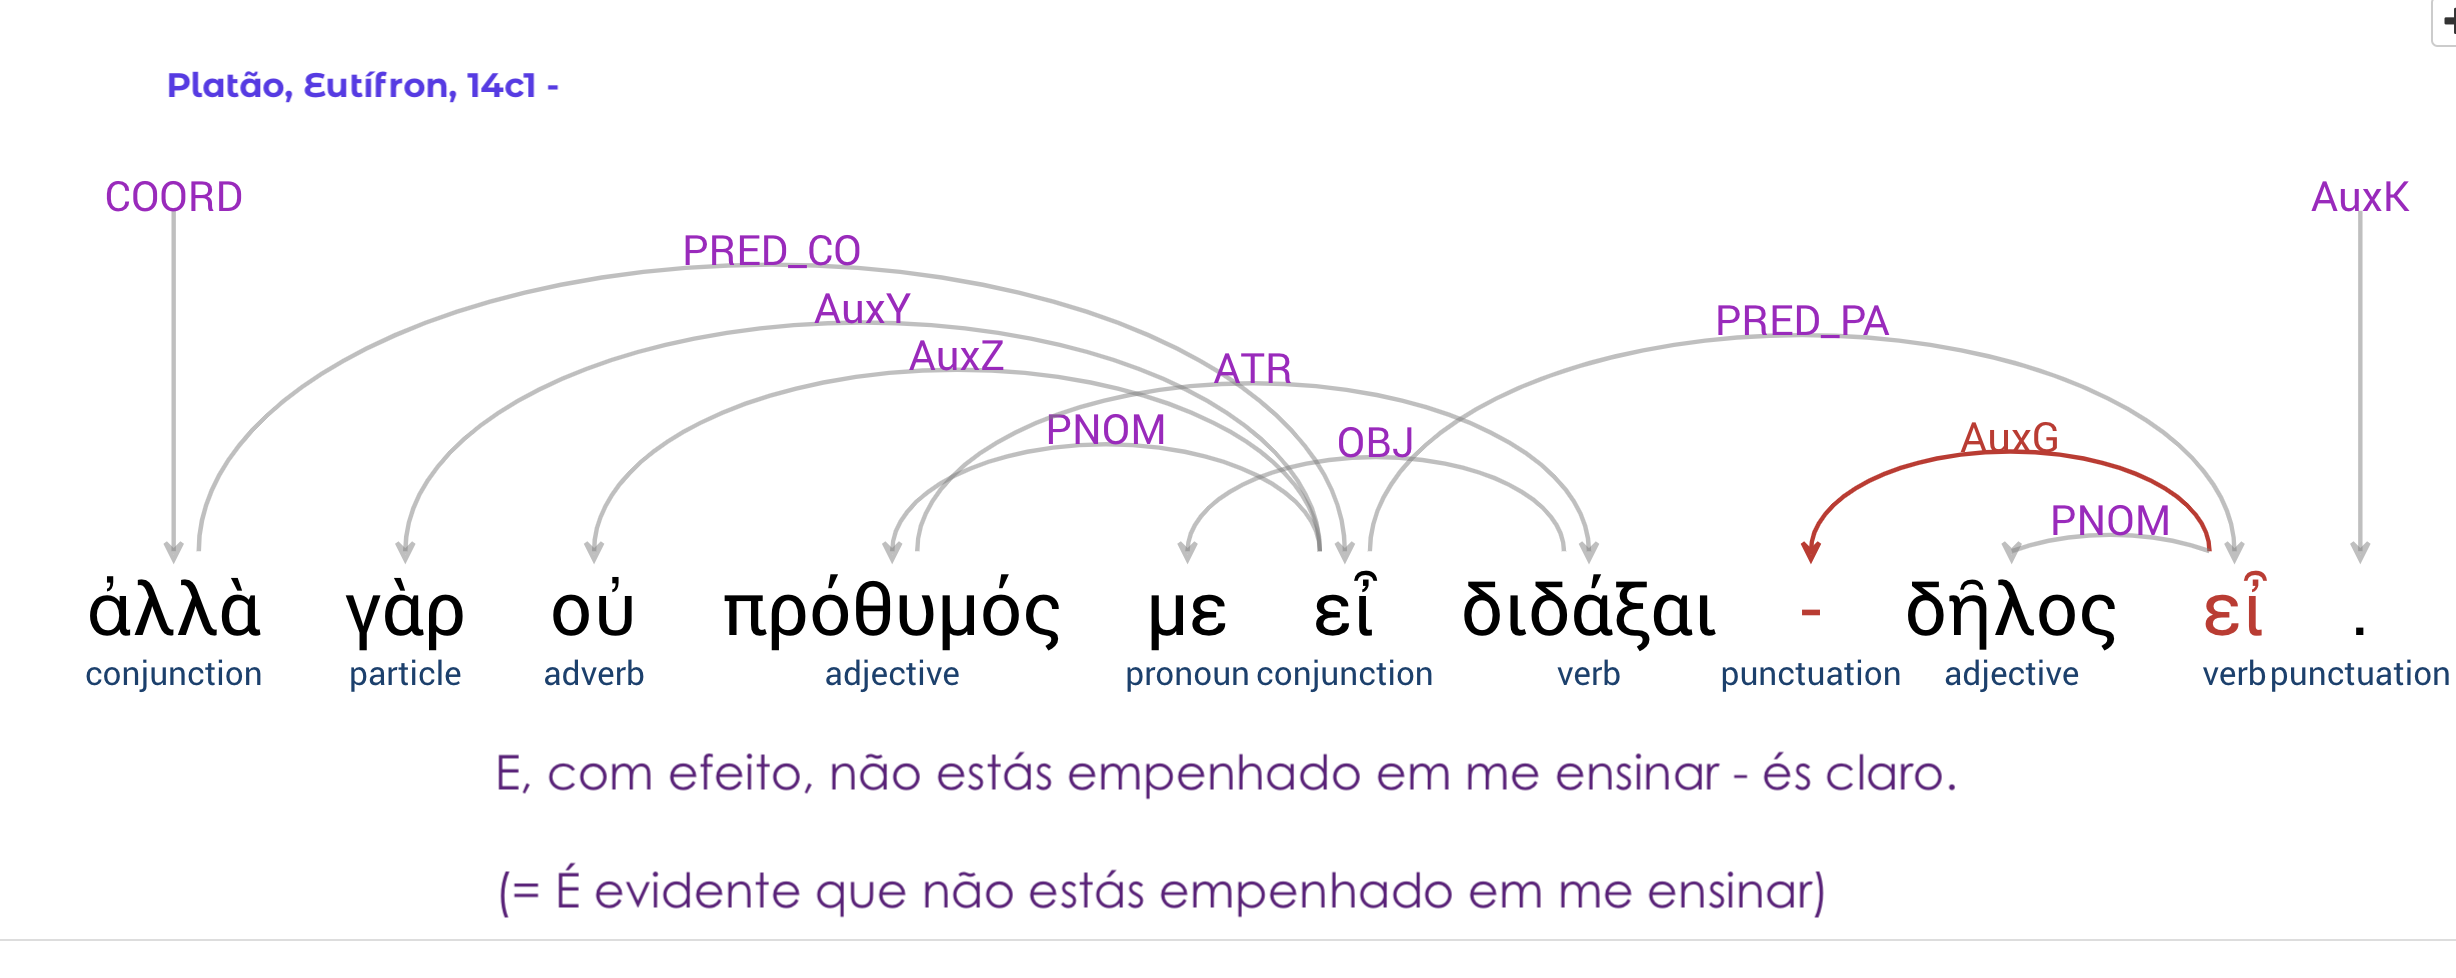 Platão, Eutífron, 14c1 -
COORD
AuxK
PRED_CO
AuxY
PRED_PA
AuxZ
ATR
PNOM
OBJ
AuxG
PNOM
ἀλλὰ γὰρ οὐ πρόθυμός με εἶ διδάξαι - δῆλος εἶ .
conjunction particle adverb adjective pronoun conjunction verb punctuation adjective verb punctuation
E, com efeito, não estás empenhado em me ensinar - és claro.
(= É evidente que não estás empenhado em me ensinar)